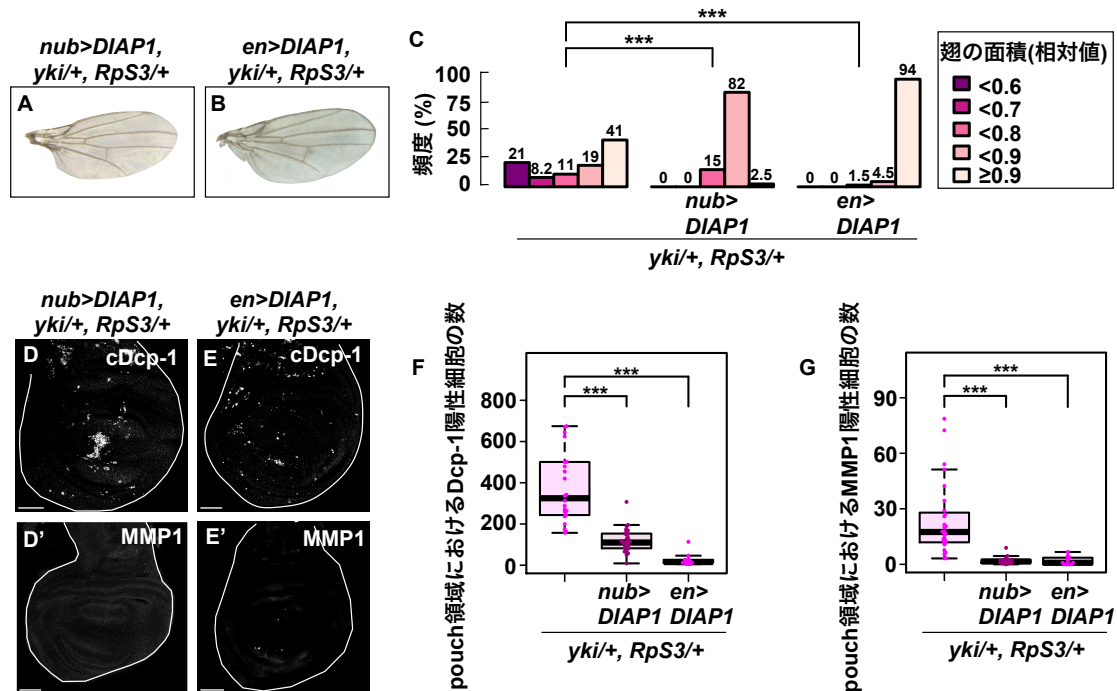 nub>DIAP1,
yki/+, RpS3/+
en>DIAP1,
yki/+, RpS3/+
A
B
C
***
***
頻度 (%)
100
75
50
25
0
21
8.2
11
19
41
0
0
15
82
2.5
0
0
1.5
4.5
94
nub>
DIAP1
en>
DIAP1
yki/+, RpS3/+
翅の面積(相対値)
<0.6
<0.7
<0.8
<0.9
≥0.9
nub>DIAP1,
yki/+, RpS3/+
en>DIAP1,
yki/+, RpS3/+
D
cDcp-1
E
cDcp-1
D'
MMP1
E'
MMP1
F
pouch領域におけるDcp-1陽性細胞の数
800
600
400
200
0
***
***
nub>
DIAP1
en>
DIAP1
yki/+, RpS3/+
G
pouch領域におけるMMP1陽性細胞の数
90
60
30
0
***
***
nub>
DIAP1
en>
DIAP1
yki/+, RpS3/+